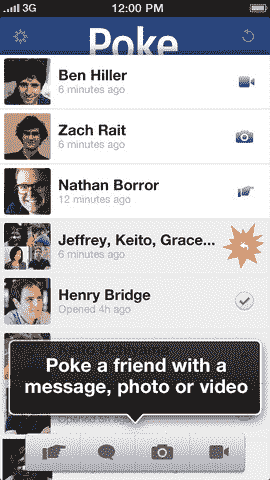 3G 12:00 PM
Poke
Ben Hiller
6 minutes ago
Zach Rait
6 minutes ago
Nathan Borror
12 minutes ago
Jeffrey, Keito, Grace...
6 minutes ago
Henry Bridge
Opened 4h ago
Poke a friend with a
message, photo or video